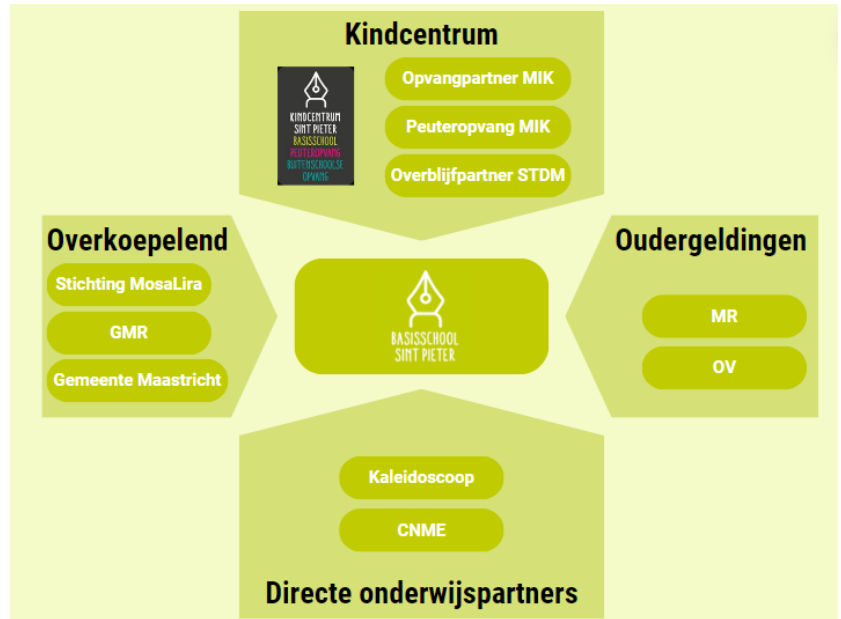 Kindcentrum
KINDCENTRUM
SINT PIETER
BASISSCHOOL
PEUTEROPVANG
BUITENSCHOOLSE
OPVANG
Opvangpartner MIK
Peuteropvang MIK
Overblijfpartner STDM
Overkoepelend
Stichting MosaLira
GMR
Gemeente Maastricht
BASISSCHOOL
SINT PIETER
Oudergeldingen
MR
OV
Kaleidoscoop
CNME
Directe onderwijspartners